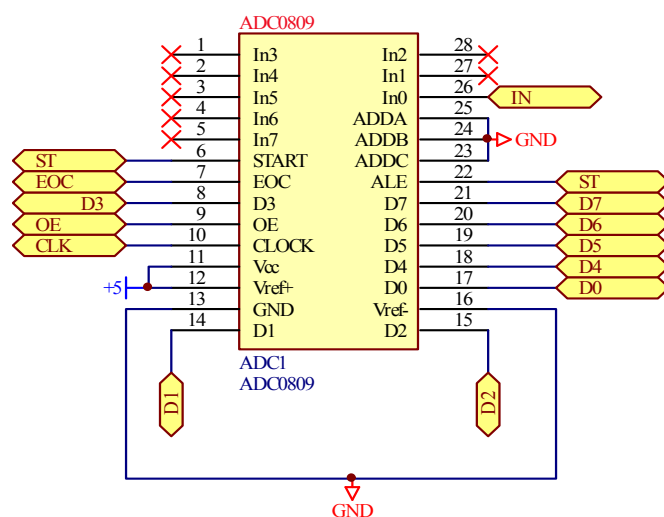 ADC0809
1 In3 In2 28
2 In4 In1 27
3 In5 In0 26 IN
4 In6 ADDA 25
5 In7 ADDB 24 GND
ST 6 START ADDC 23
EOC 7 EOC ALE 22 ST
D3 8 D3 D7 21 D7
OE 9 OE D6 20 D6
CLK 10 CLOCK D5 19 D5
11 Vcc D4 18 D4
+5 12 Vref+ D0 17 D0
13 GND Vref- 16
14 D1 D2 15
ADC1
ADC0809
D1
D2
GND